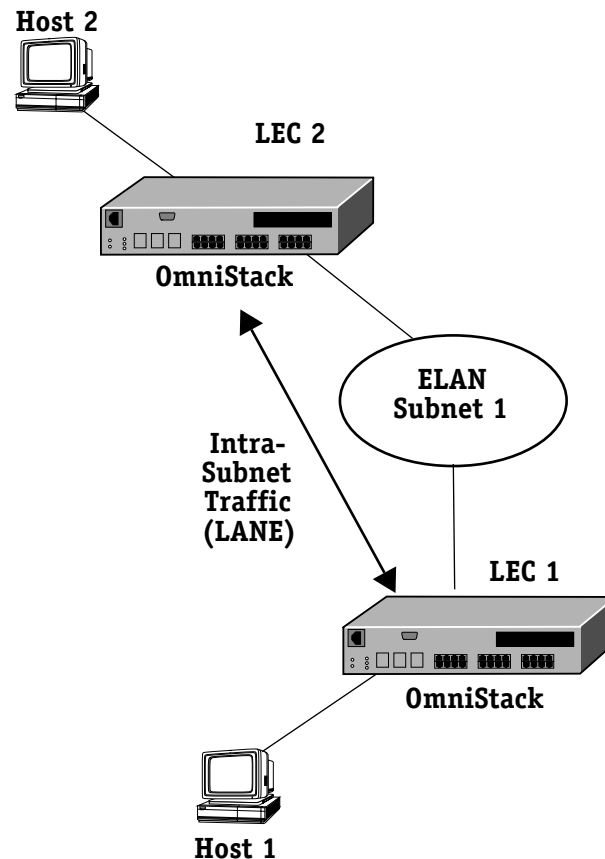 Host 2
LEC 2
OmniStack
ELAN
Subnet 1
Intra-
Subnet
Traffic
(LANE)
LEC 1
OmniStack
Host 1